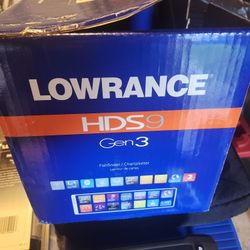 LOWRANCE
HDS9
Gen3
Fishfinder / Chartplotter